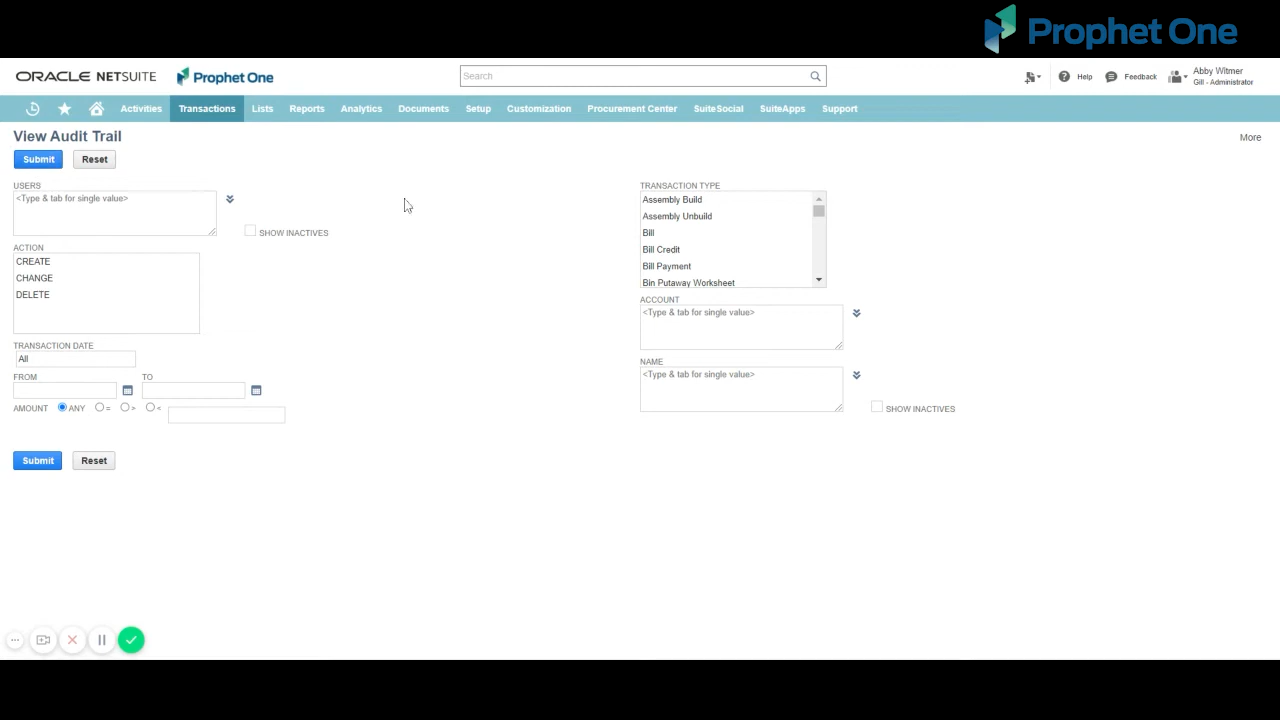 Prophet One
ORACLE NETSUITE Prophet One
Search
Help
Feedback
Abby Witmer
Gill - Administrator
Activities Transactions Lists Reports Analytics Documents Setup Customization Procurement Center SuiteSocial SuiteApps Support
View Audit Trail
More
Submit Reset
USERS
<Type & tab for single value>
SHOW INACTIVES
ACTION
CREATE
CHANGE
DELETE
TRANSACTION DATE
All
FROM TO
AMOUNT ANY = > <
Submit Reset
TRANSACTION TYPE
Assembly Build
Assembly Unbuild
Bill
Bill Credit
Bill Payment
Bin Putaway Worksheet
ACCOUNT
<Type & tab for single value>
NAME
<Type & tab for single value>
SHOW INACTIVES